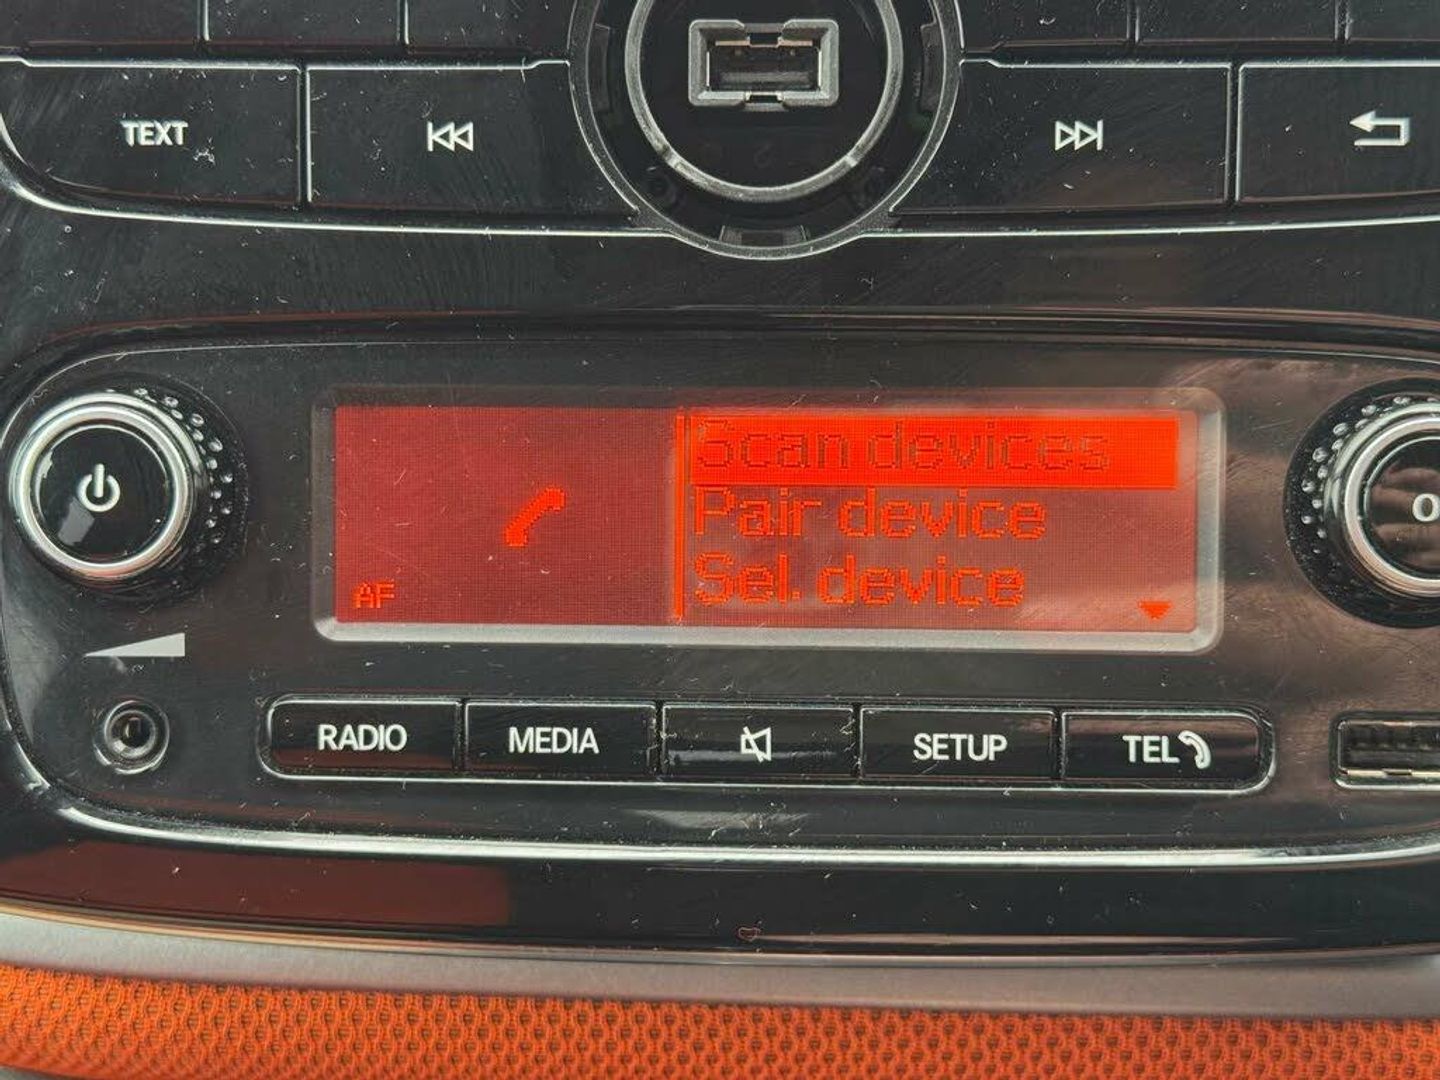 TEXT
Scan devices
Pair device
Sel. device
AF
RADIO
MEDIA
SETUP
TEL